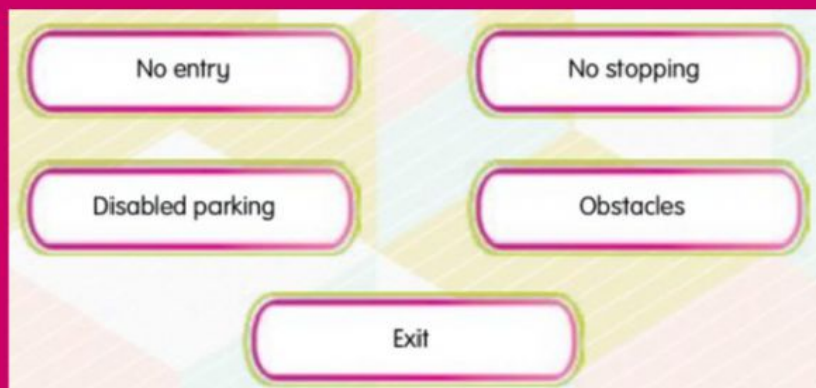 No entry
No stopping
Disabled parking
Obstacles
Exit